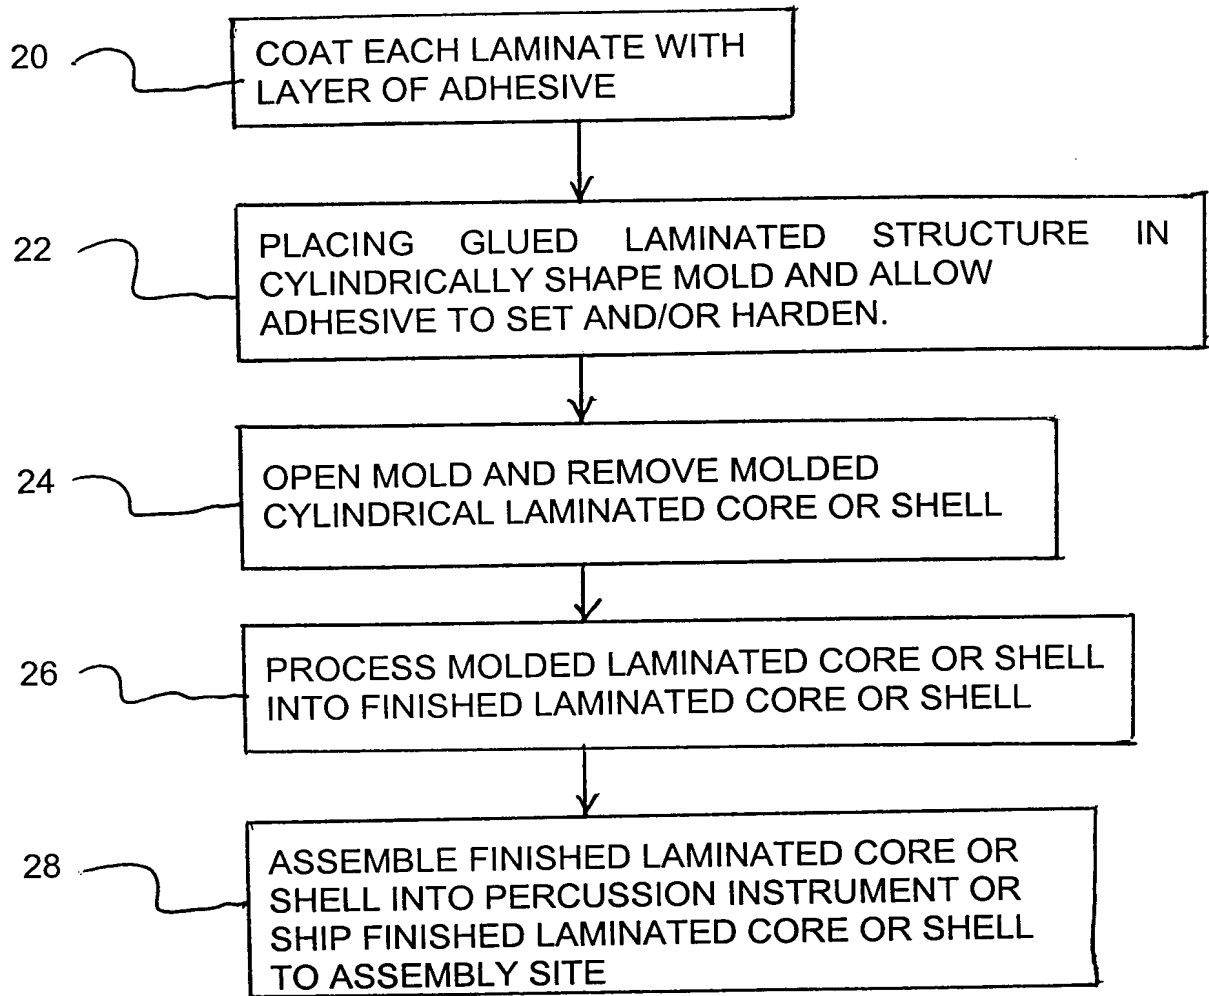 20
COAT EACH LAMINATE WITH
LAYER OF ADHESIVE
22
PLACING GLUED LAMINATED STRUCTURE IN
CYLINDRICALLY SHAPE MOLD AND ALLOW
ADHESIVE TO SET AND/OR HARDEN.
24
OPEN MOLD AND REMOVE MOLDED
CYLINDRICAL LAMINATED CORE OR SHELL
26
PROCESS MOLDED LAMINATED CORE OR SHELL
INTO FINISHED LAMINATED CORE OR SHELL
28
ASSEMBLE FINISHED LAMINATED CORE OR
SHELL INTO PERCUSSION INSTRUMENT OR
SHIP FINISHED LAMINATED CORE OR SHELL
TO ASSEMBLY SITE